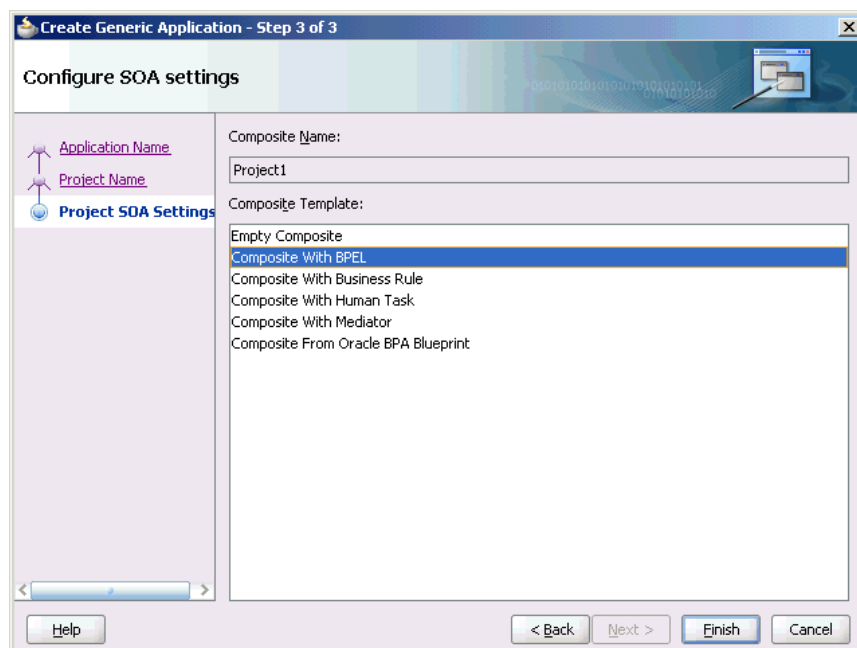 Create Generic Application - Step 3 of 3
Configure SOA settings
Application Name
Project Name
Project SOA Settings
Composite Name:
Project1
Composite Template:
Empty Composite
Composite With BPEL
Composite With Business Rule
Composite With Human Task
Composite With Mediator
Composite From Oracle BPA Blueprint
Help
< Back
Next >
Finish
Cancel